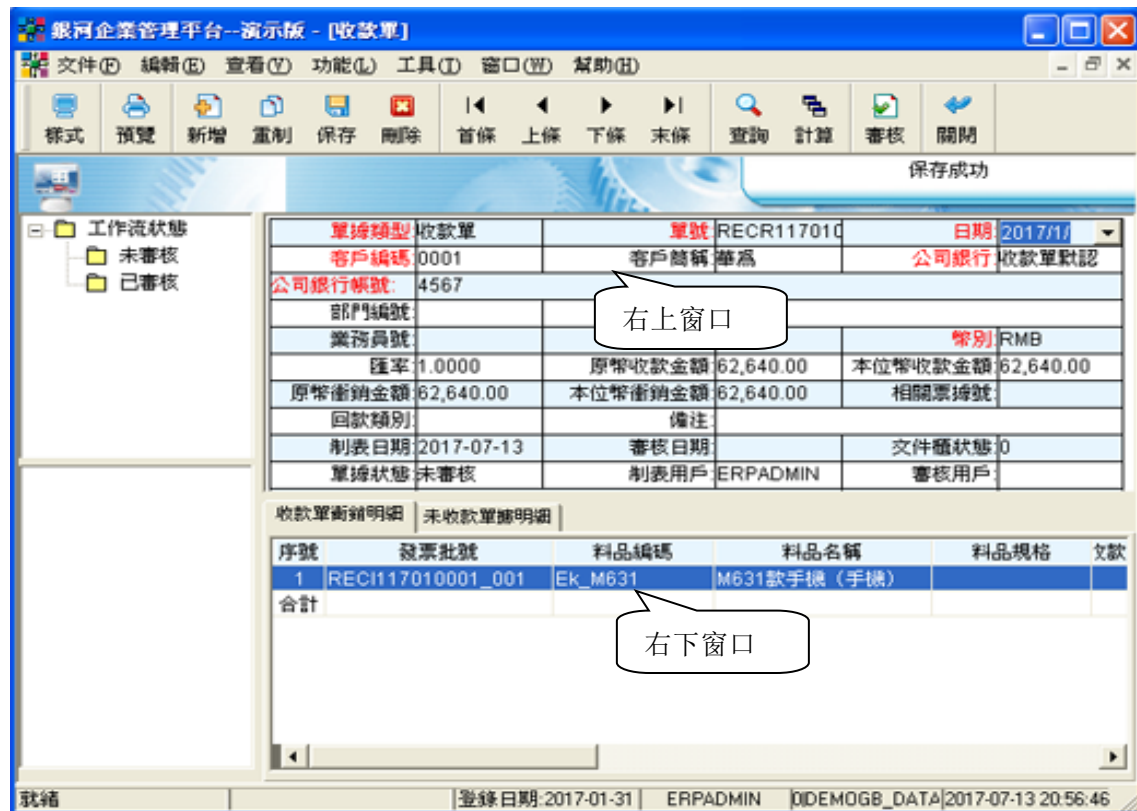 銀河企業管理平台--演示版 - [收款單]
文件(F) 編輯(E) 查看(V) 功能(L) 工具(T) 窗口(W) 幫助(H)
樣式 預覽 新增 重制 保存 刪除 首條 上條 下條 末條 查詢 計算 審核 關閉
保存成功
工作流狀態
未審核
已審核
單據類型:收款單 單號:RECR117010 日期:2017/1/
客戶編碼:0001 客戶簡稱:華爲 公司銀行:收款單默認
公司銀行帳號: 4567
部門編號:
右上窗口
業務員號: 幣別:RMB
匯率:1.0000 原幣收款金額:62,640.00 本位幣收款金額:62,640.00
原幣衝銷金額:62,640.00 本位幣衝銷金額:62,640.00 相關票據號:
回款類別: 備注:
制表日期:2017-07-13 審核日期: 文件櫃狀態:0
單據狀態:未審核 制表用戶:ERPADMIN 審核用戶:
收款單衝銷明細 未收款單據明細
序號 發票批號 料品編碼 料品名稱 料品規格
1 RECI117010001_001 Ek_M631 M631款手機（手機）
合計
右下窗口
就緒 登錄日期:2017-01-31 ERPADMIN 0|DEMOGB_DATA 2017-07-13 20:56:46